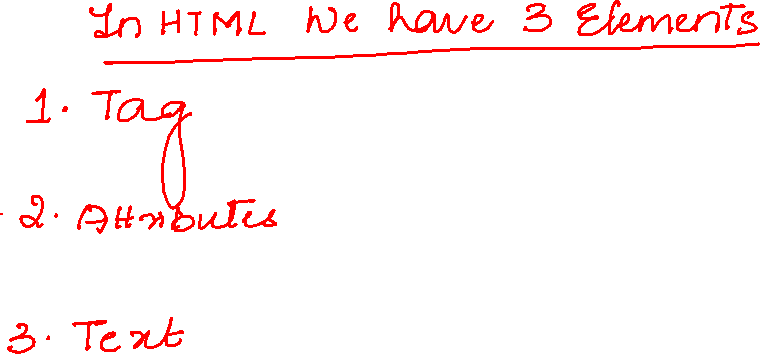 In HTML We have 3 Elements
1. Tag
2. Attributes
3. Text